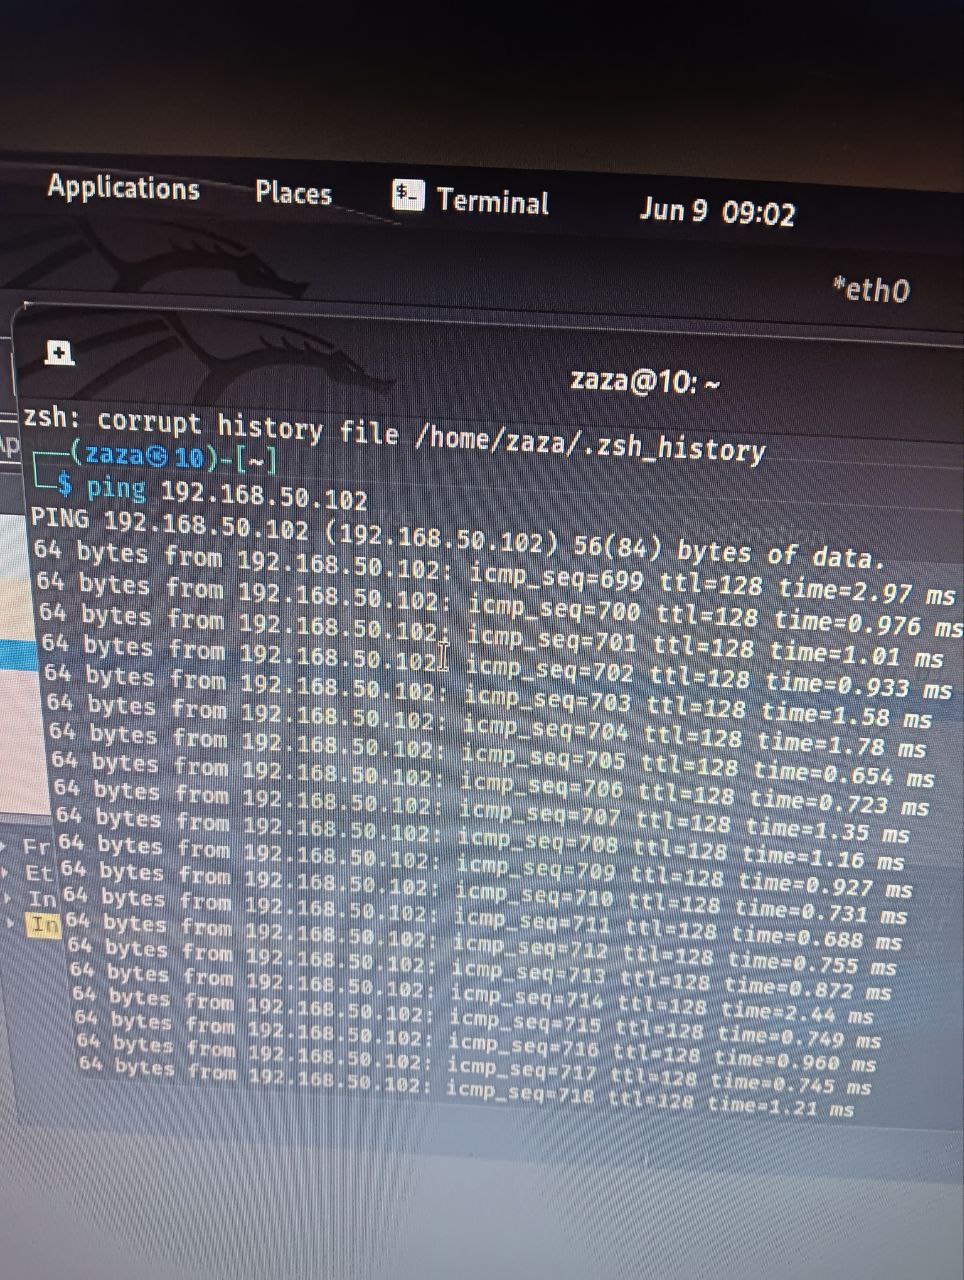 Applications Places $_ Terminal Jun 9 09:02
*eth0
zaza@10: ~
zsh: corrupt history file /home/zaza/.zsh_history
Ap
┌──(zaza㉿10)-[~]
└─$ ping 192.168.50.102
PING 192.168.50.102 (192.168.50.102) 56(84) bytes of data.
64 bytes from 192.168.50.102: icmp_seq=699 ttl=128 time=2.97 ms
64 bytes from 192.168.50.102: icmp_seq=700 ttl=128 time=0.976 ms
64 bytes from 192.168.50.102: icmp_seq=701 ttl=128 time=1.01 ms
64 bytes from 192.168.50.102: icmp_seq=702 ttl=128 time=0.933 ms
64 bytes from 192.168.50.102: icmp_seq=703 ttl=128 time=1.58 ms
64 bytes from 192.168.50.102: icmp_seq=704 ttl=128 time=1.78 ms
64 bytes from 192.168.50.102: icmp_seq=705 ttl=128 time=0.654 ms
64 bytes from 192.168.50.102: icmp_seq=706 ttl=128 time=0.723 ms
64 bytes from 192.168.50.102: icmp_seq=707 ttl=128 time=1.35 ms
64 bytes from 192.168.50.102: icmp_seq=708 ttl=128 time=1.16 ms
64 bytes from 192.168.50.102: icmp_seq=709 ttl=128 time=0.927 ms
Fr
64 bytes from 192.168.50.102: icmp_seq=710 ttl=128 time=0.731 ms
Et
64 bytes from 192.168.50.102: icmp_seq=711 ttl=128 time=0.688 ms
In
64 bytes from 192.168.50.102: icmp_seq=712 ttl=128 time=0.755 ms
In
64 bytes from 192.168.50.102: icmp_seq=713 ttl=128 time=0.872 ms
64 bytes from 192.168.50.102: icmp_seq=714 ttl=128 time=2.44 ms
64 bytes from 192.168.50.102: icmp_seq=715 ttl=128 time=0.749 ms
64 bytes from 192.168.50.102: icmp_seq=716 ttl=128 time=0.960 ms
64 bytes from 192.168.50.102: icmp_seq=717 ttl=128 time=0.745 ms
64 bytes from 192.168.50.102: icmp_seq=718 ttl=128 time=1.21 ms